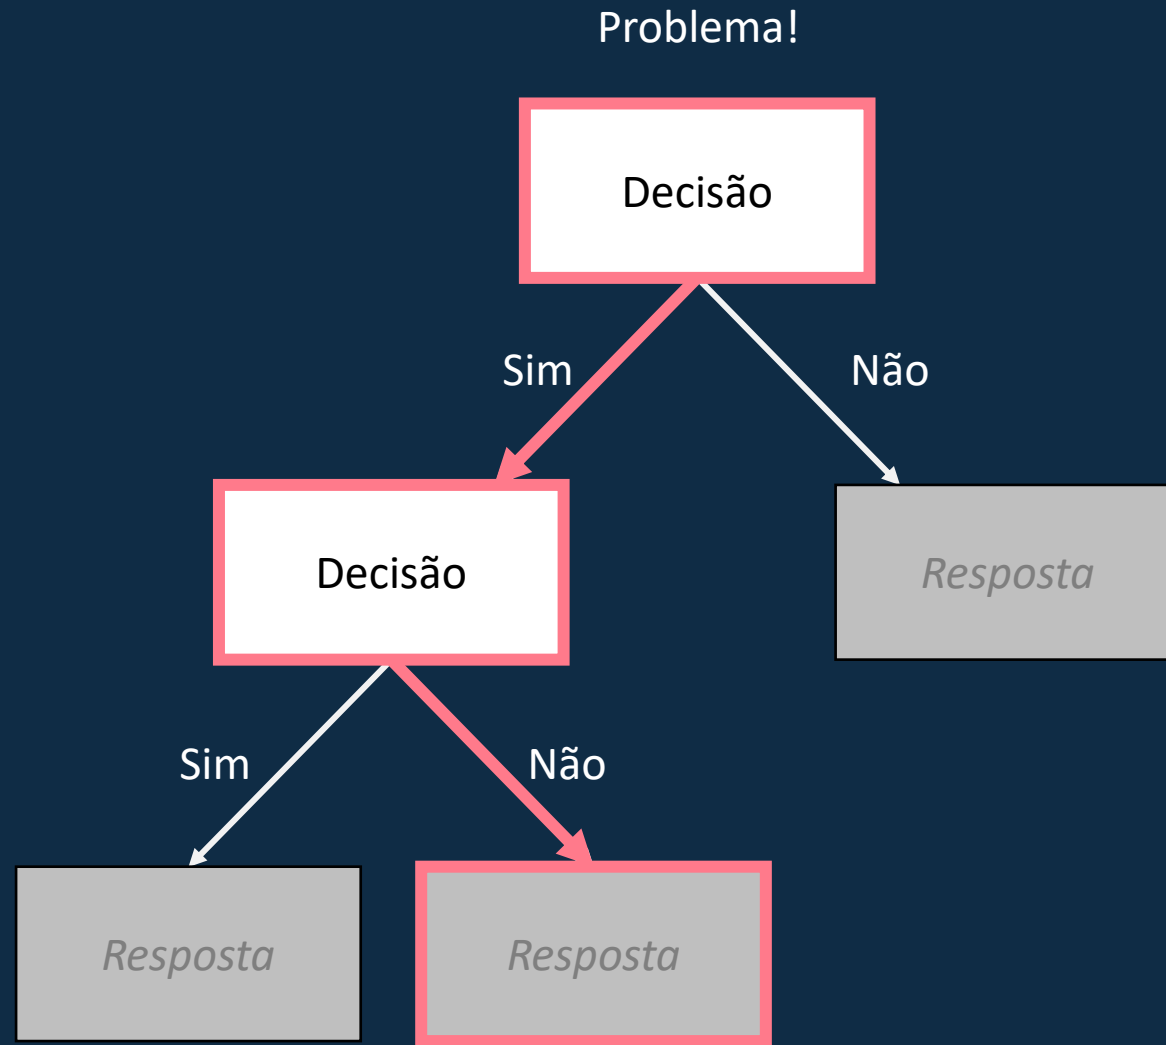 Problema!
Decisão
Sim
Não
Decisão
Resposta
Sim
Não
Resposta
Resposta